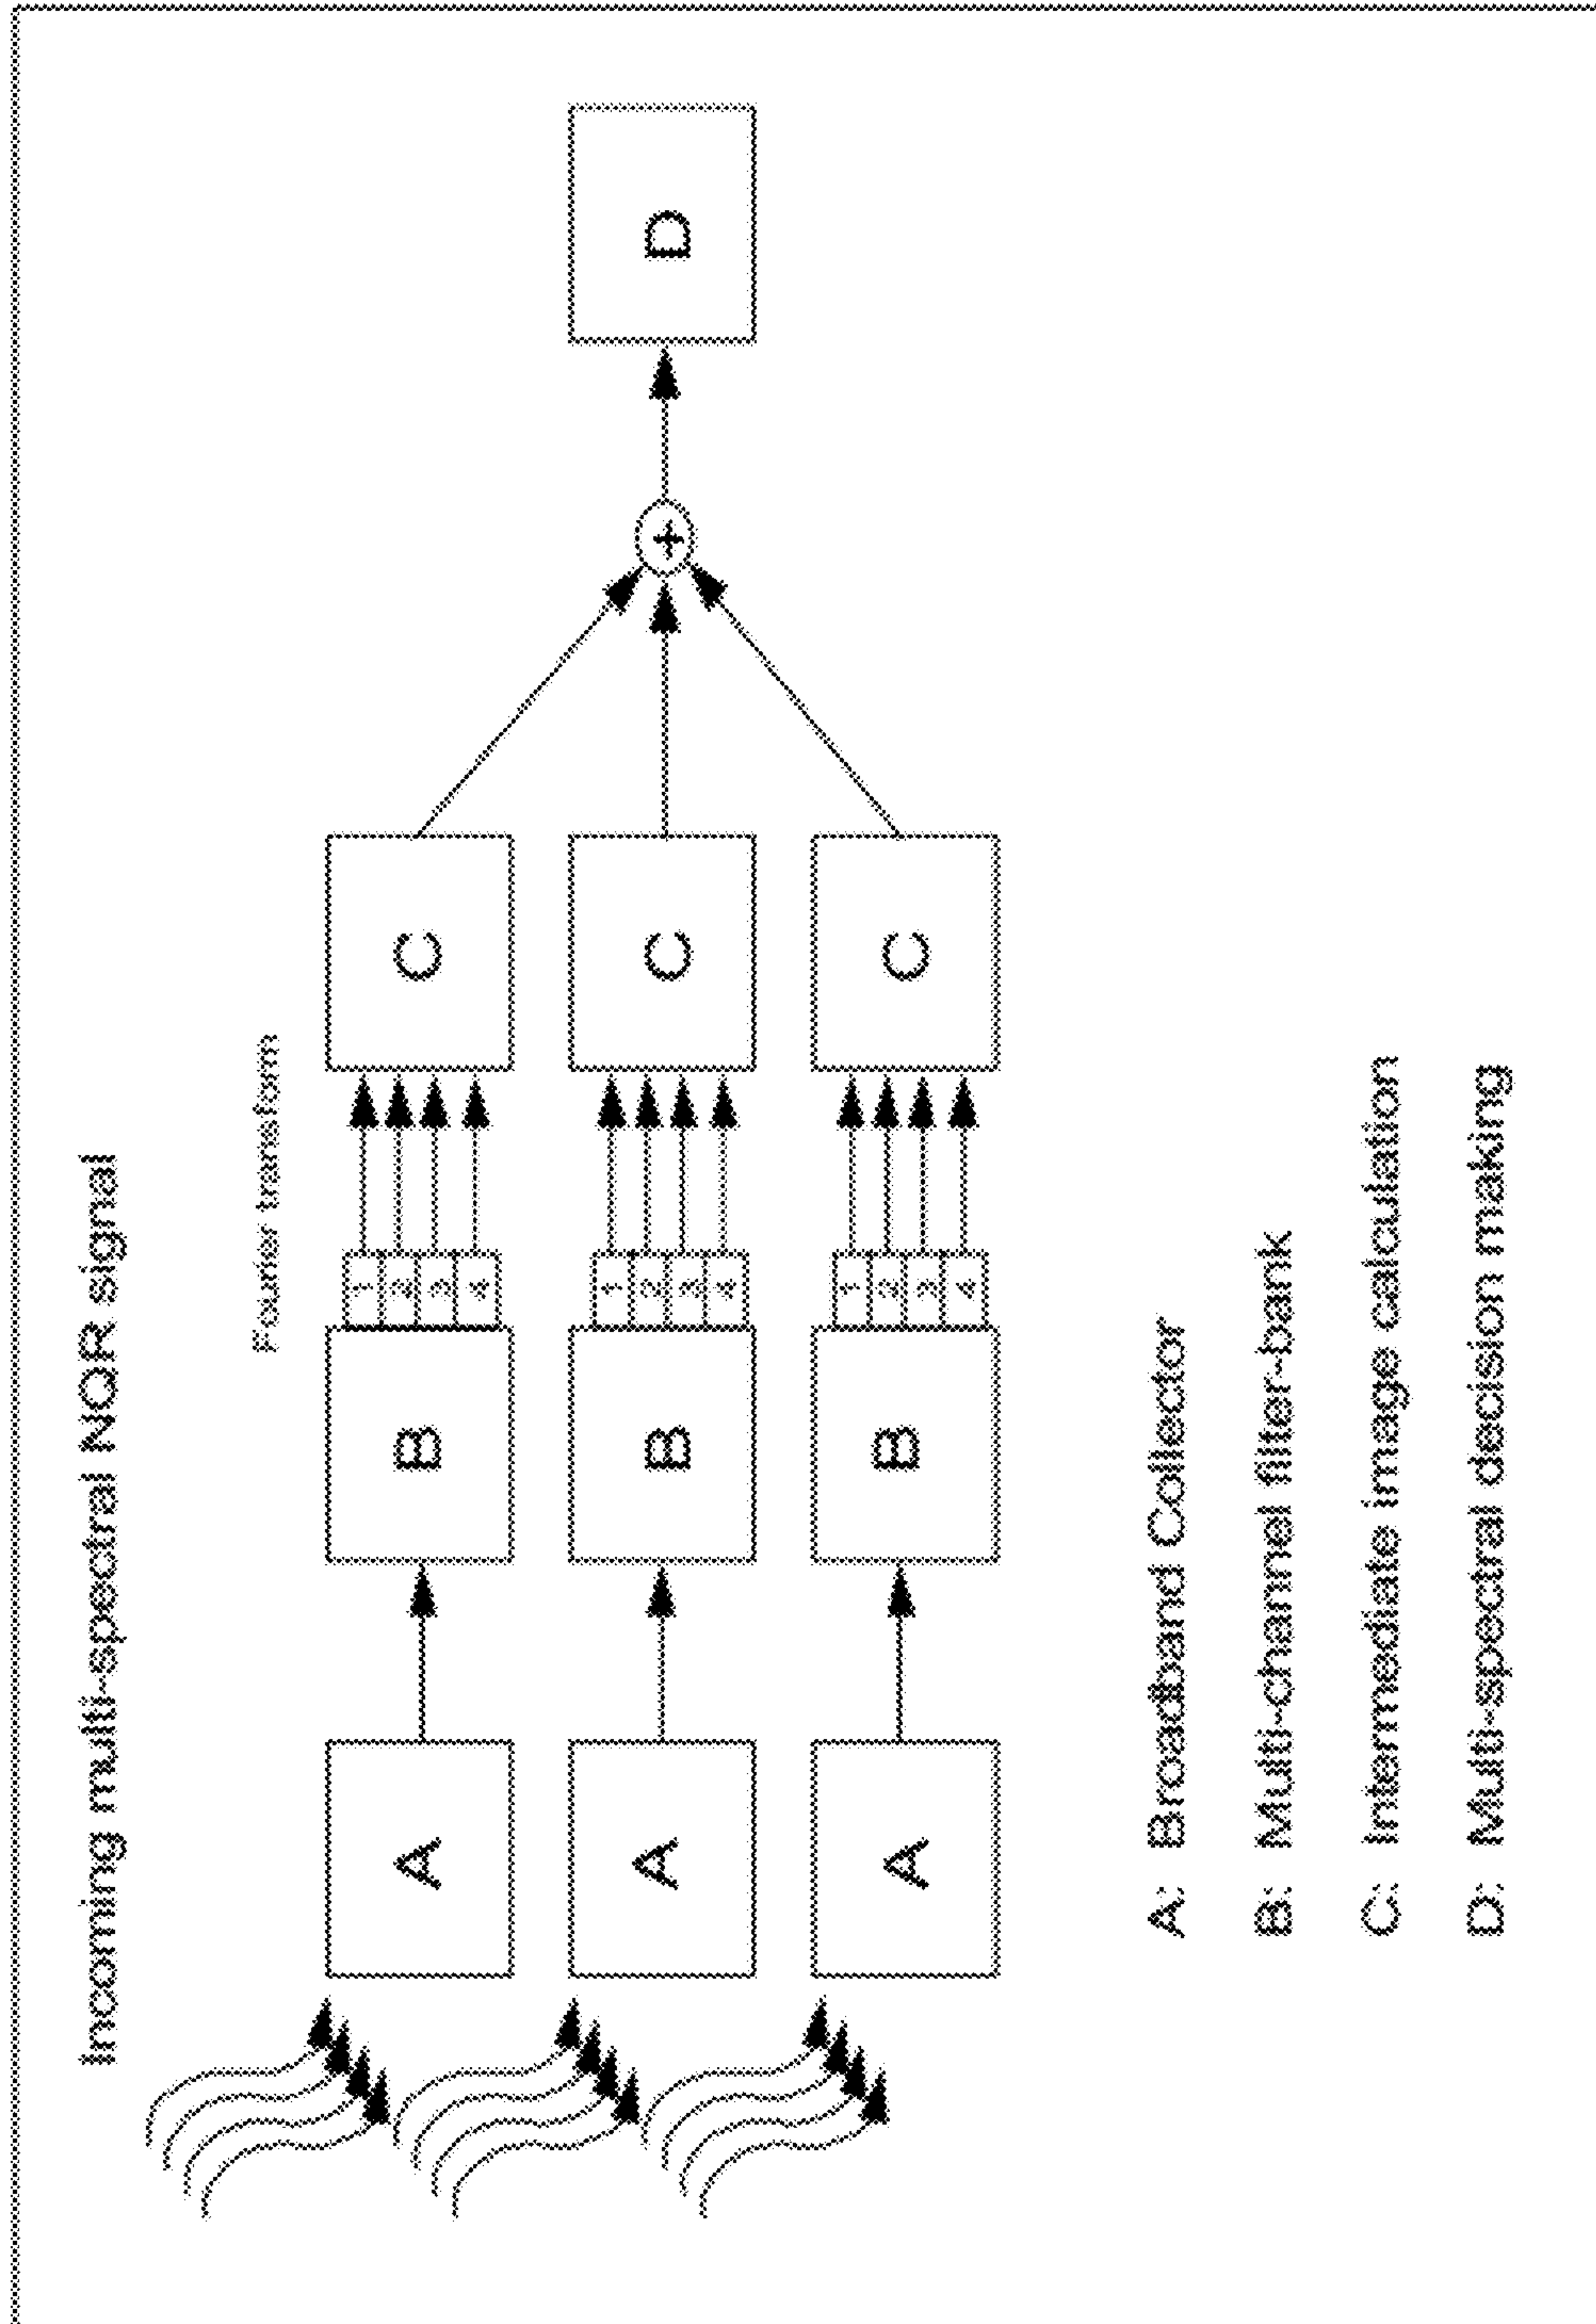 Incoming multi-spectral NQR signal
Fourier transform
A B 1 2 3 4 C
A B 1 2 3 4 C + D
A B 1 2 3 4 C
A: Broadband Collector
B: Multi-channel filter-bank
C: Intermediate image calculation
D: Multi-spectral decision making